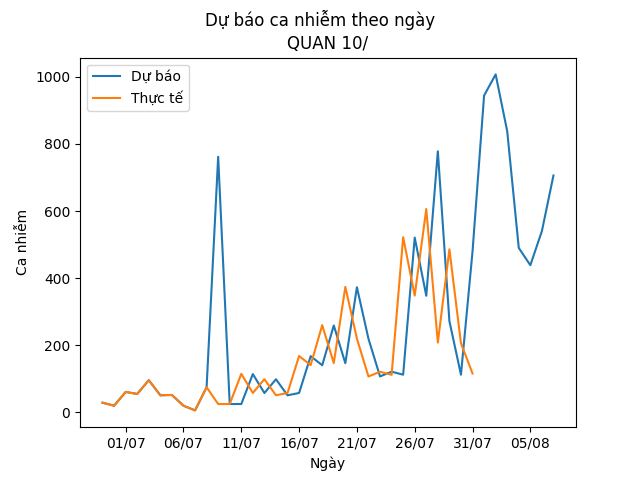 Dự báo ca nhiễm theo ngày
QUAN 10/
Dự báo
Thực tế
Ca nhiễm
1000
800
600
400
200
0
01/07 06/07 11/07 16/07 21/07 26/07 31/07 05/08
Ngày